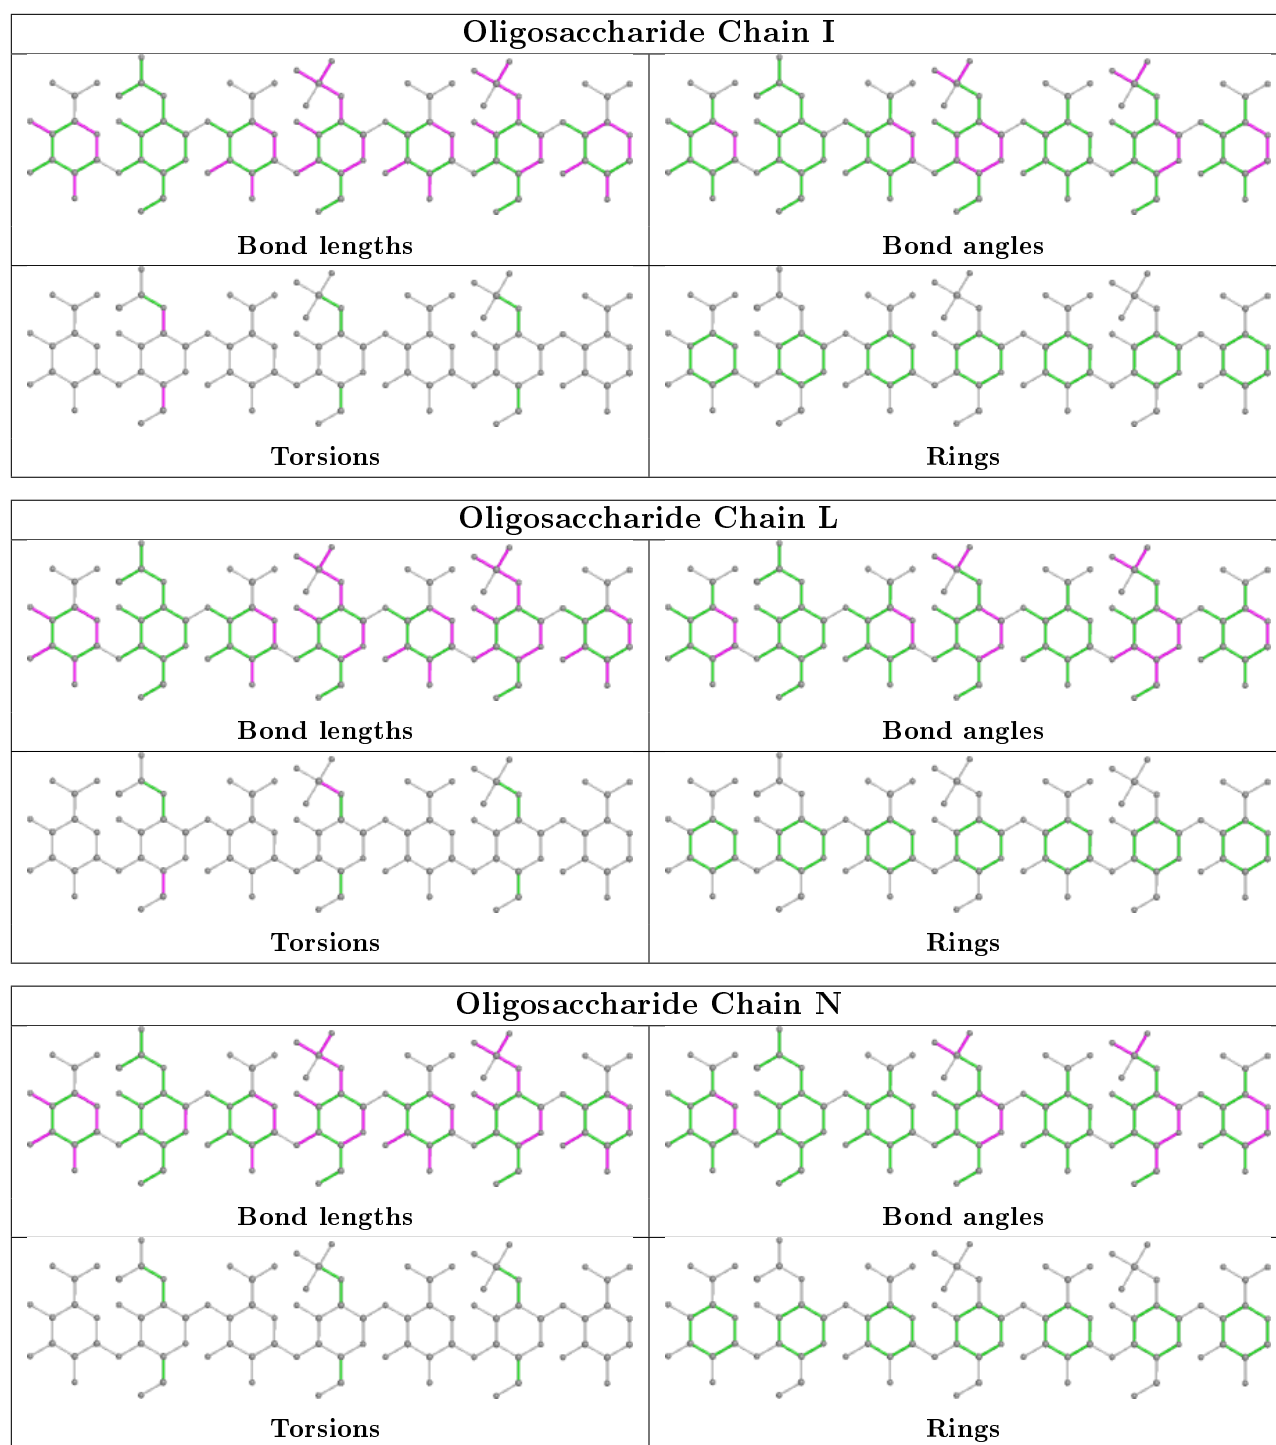 Oligosaccharide Chain I
Bond lengths
Bond angles
Torsions
Rings
Oligosaccharide Chain L
Bond lengths
Bond angles
Torsions
Rings
Oligosaccharide Chain N
Bond lengths
Bond angles
Torsions
Rings